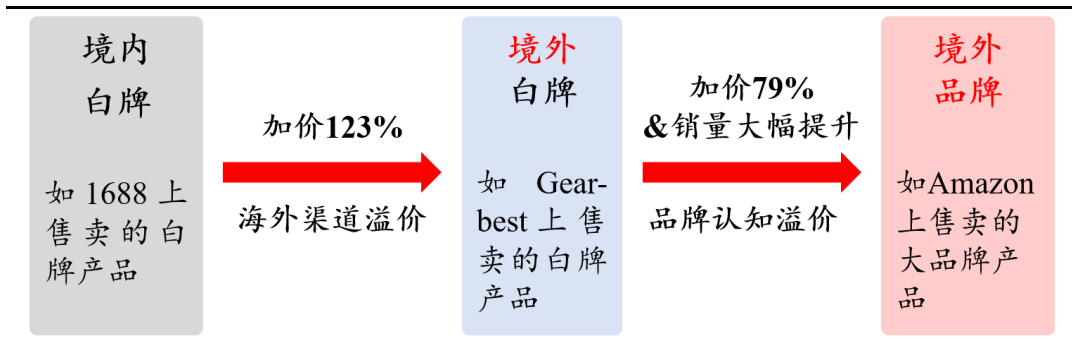 境内
白牌
如 1688 上
售卖的白
牌产品
加价123%
海外渠道溢价
境外
白牌
如 Gear-
best 上售
卖的白牌
产品
加价79%
&销量大幅提升
品牌认知溢价
境外
品牌
如Amazon
上售卖的
大品牌产
品